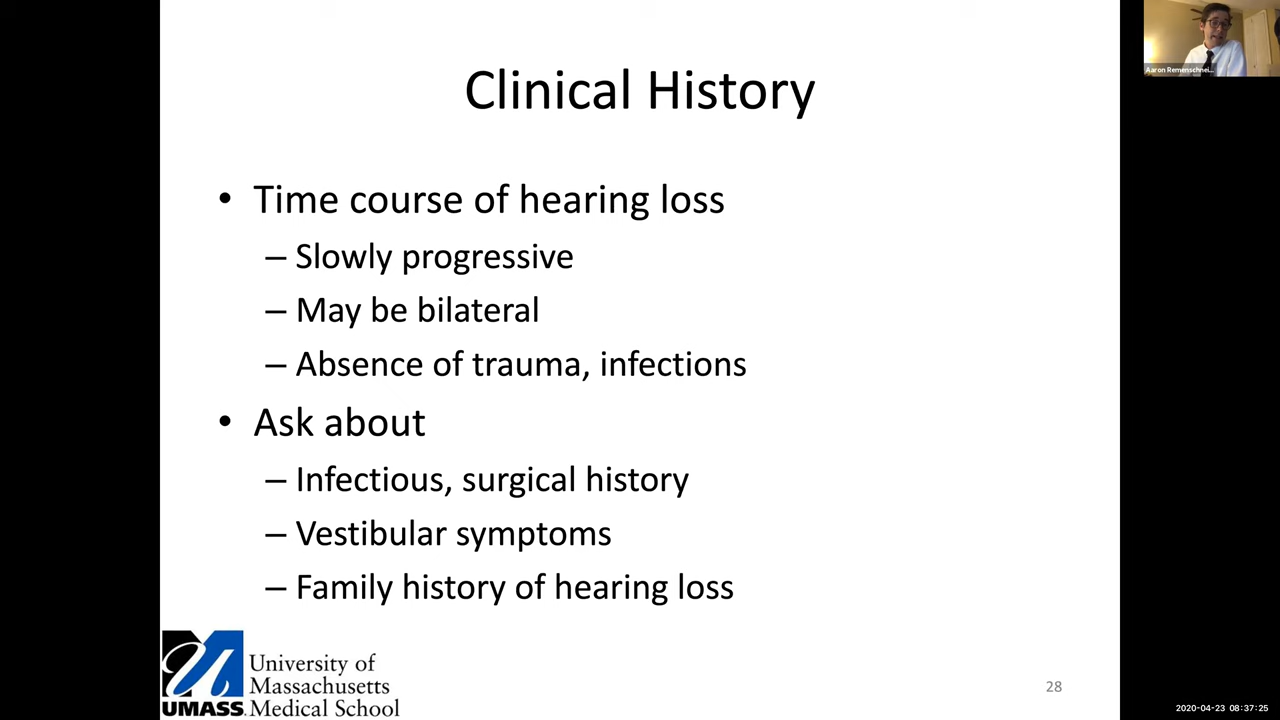 Clinical History
• Time course of hearing loss
– Slowly progressive
– May be bilateral
– Absence of trauma, infections
• Ask about
– Infectious, surgical history
– Vestibular symptoms
– Family history of hearing loss
UMASS
University of
Massachusetts
Medical School
28
Aaron Remenschnei...
2020-04-23 08:37:25